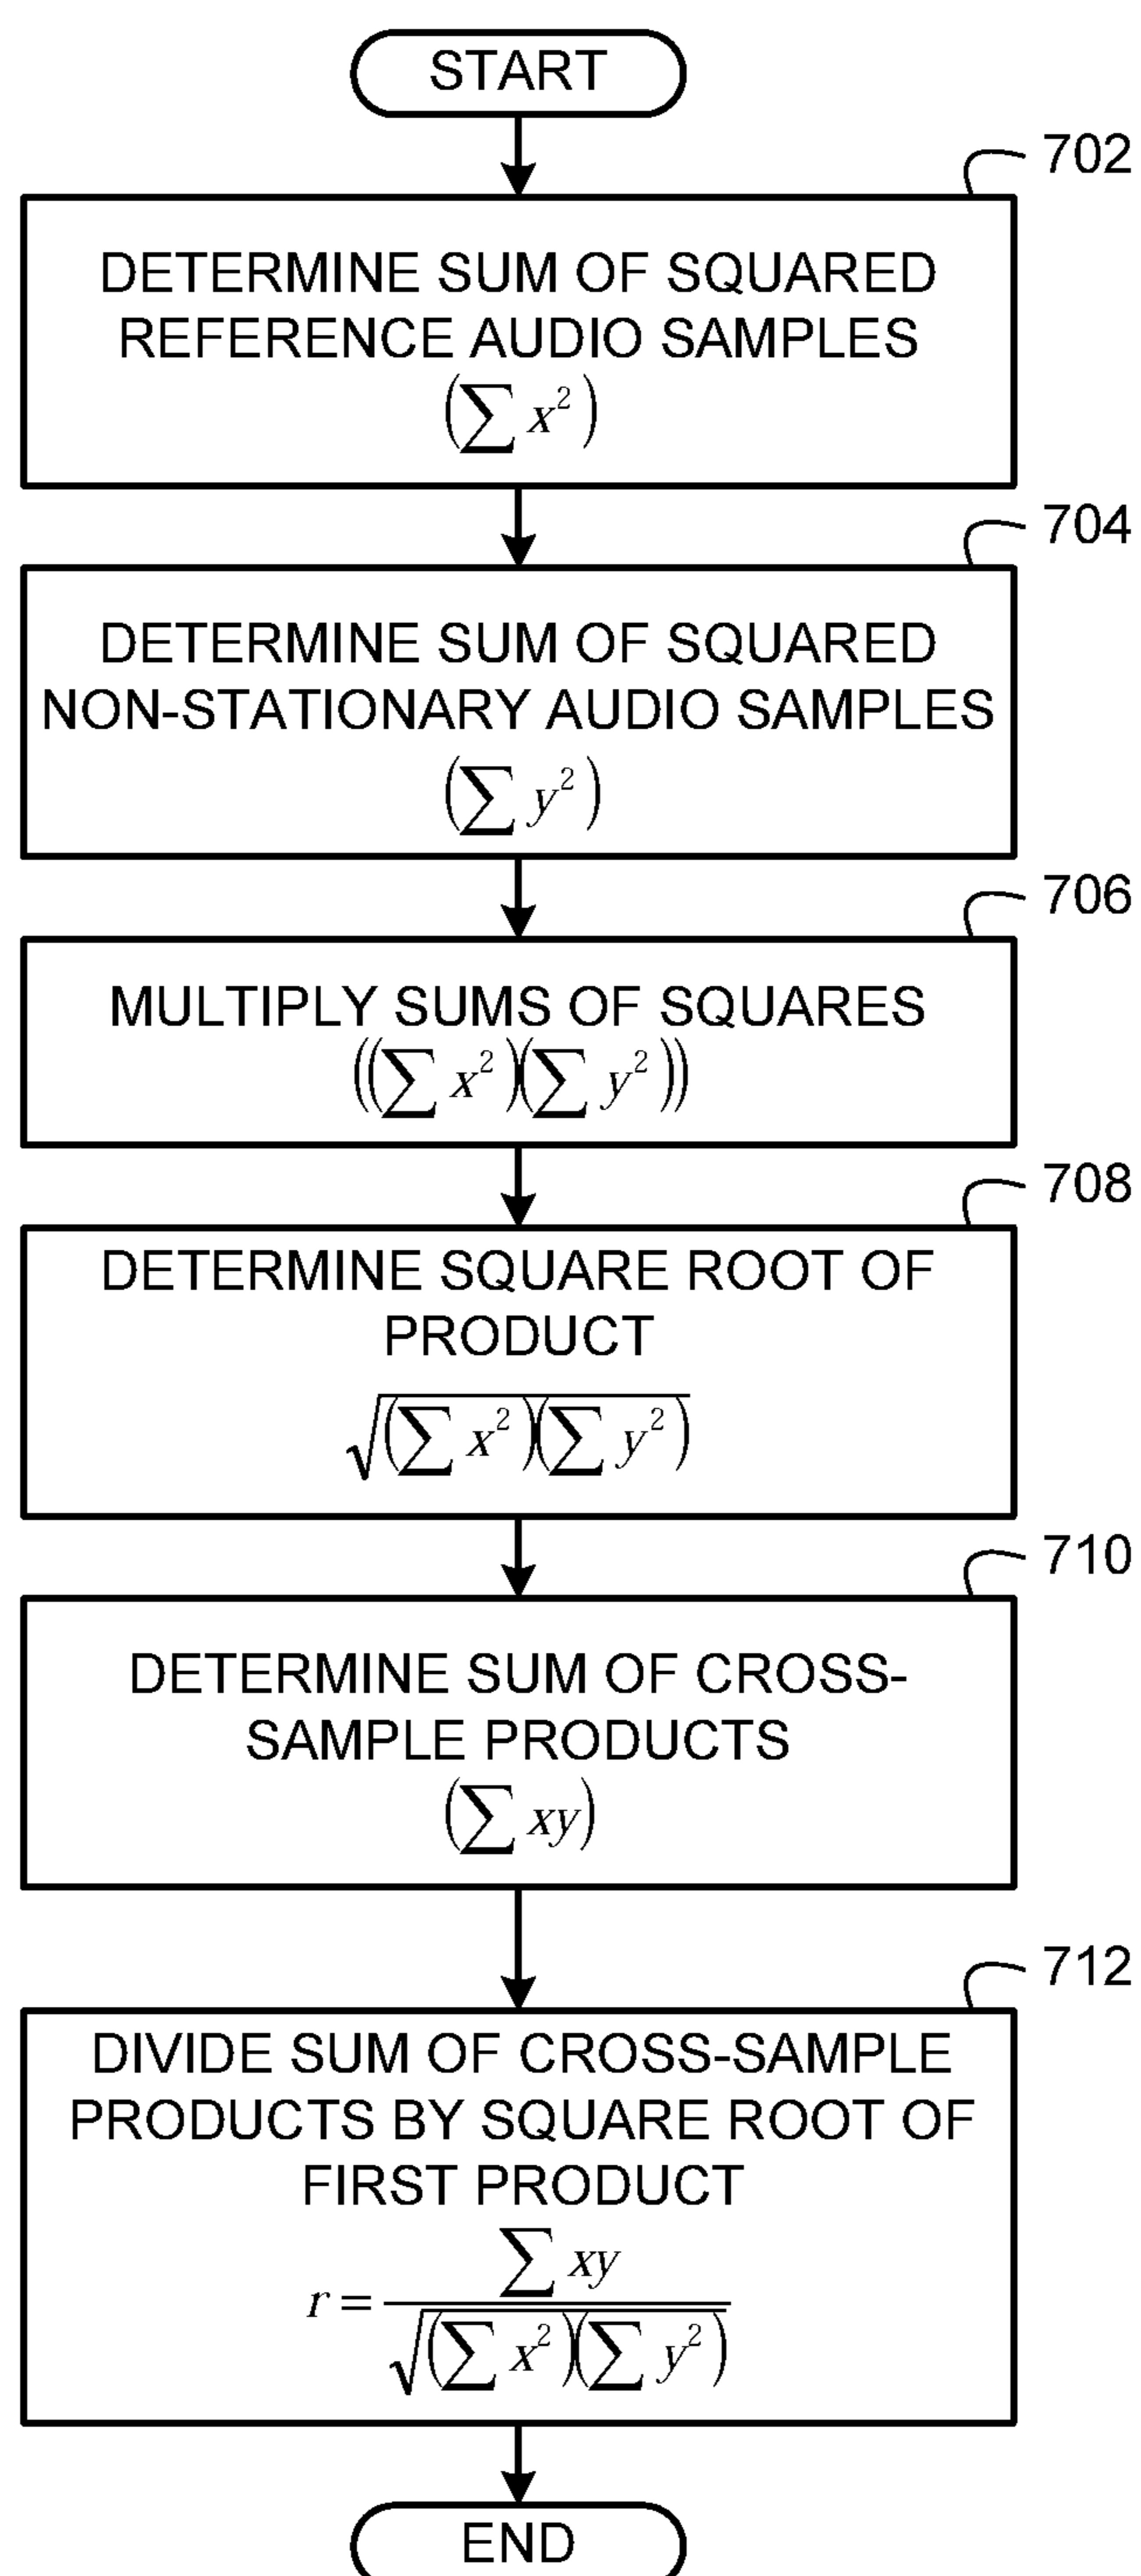 START
702
DETERMINE SUM OF SQUARED
REFERENCE AUDIO SAMPLES
(∑ x²)
704
DETERMINE SUM OF SQUARED
NON-STATIONARY AUDIO SAMPLES
(∑ y²)
706
MULTIPLY SUMS OF SQUARES
((∑ x²)(∑ y²))
708
DETERMINE SQUARE ROOT OF
PRODUCT
√(∑ x²)(∑ y²)
710
DETERMINE SUM OF CROSS-
SAMPLE PRODUCTS
(∑ xy)
712
DIVIDE SUM OF CROSS-SAMPLE
PRODUCTS BY SQUARE ROOT OF
FIRST PRODUCT
∑ xy
r =
√(∑ x²)(∑ y²)
END